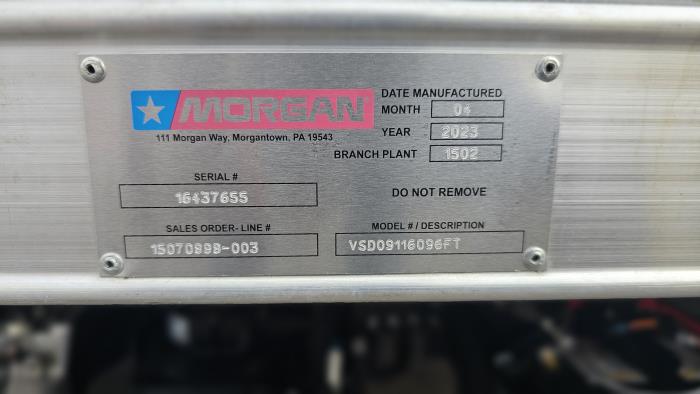 MORGAN
111 Morgan Way, Morgantown, PA 19543
DATE MANUFACTURED
MONTH 04
YEAR 2023
BRANCH PLANT 1502
SERIAL #
16437655
DO NOT REMOVE
SALES ORDER- LINE #
15070999-003
MODEL # / DESCRIPTION
VSD09116096FT